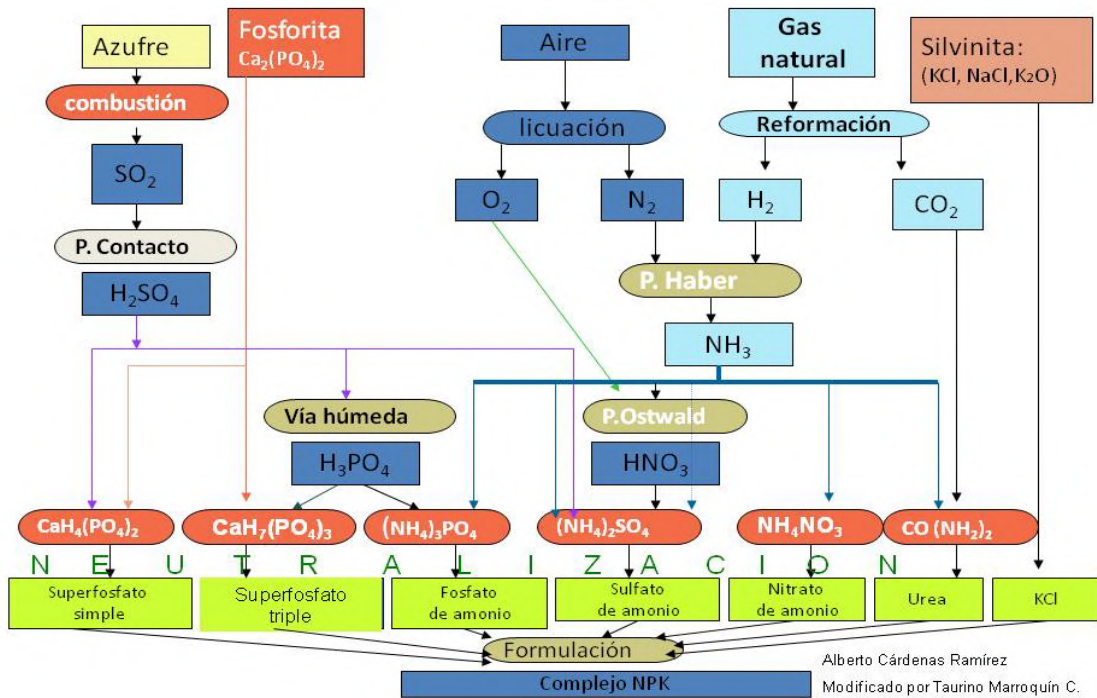 Azufre
Fosforita
Ca₂(PO₄)₂
Aire
Gas
natural
Silvinita:
(KCl, NaCl,K₂O)
combustión
licuación
Reformación
SO₂
O₂
N₂
H₂
CO₂
P. Contacto
P. Haber
H₂SO₄
NH₃
Vía húmeda
P.Ostwald
H₃PO₄
HNO₃
CaH₄(PO₄)₂
CaH₇(PO₄)₃
(NH₄)₃PO₄
(NH₄)₂SO₄
NH₄NO₃
CO (NH₂)₂
N E U T R A L I Z A C I O N
Superfosfato
simple
Superfosfato
triple
Fosfato
de amonio
Sulfato
de amonio
Nitrato
de amonio
Urea
KCl
Formulación
Complejo NPK
Alberto Cárdenas Ramírez
Modificado por Taurino Marroquín C.